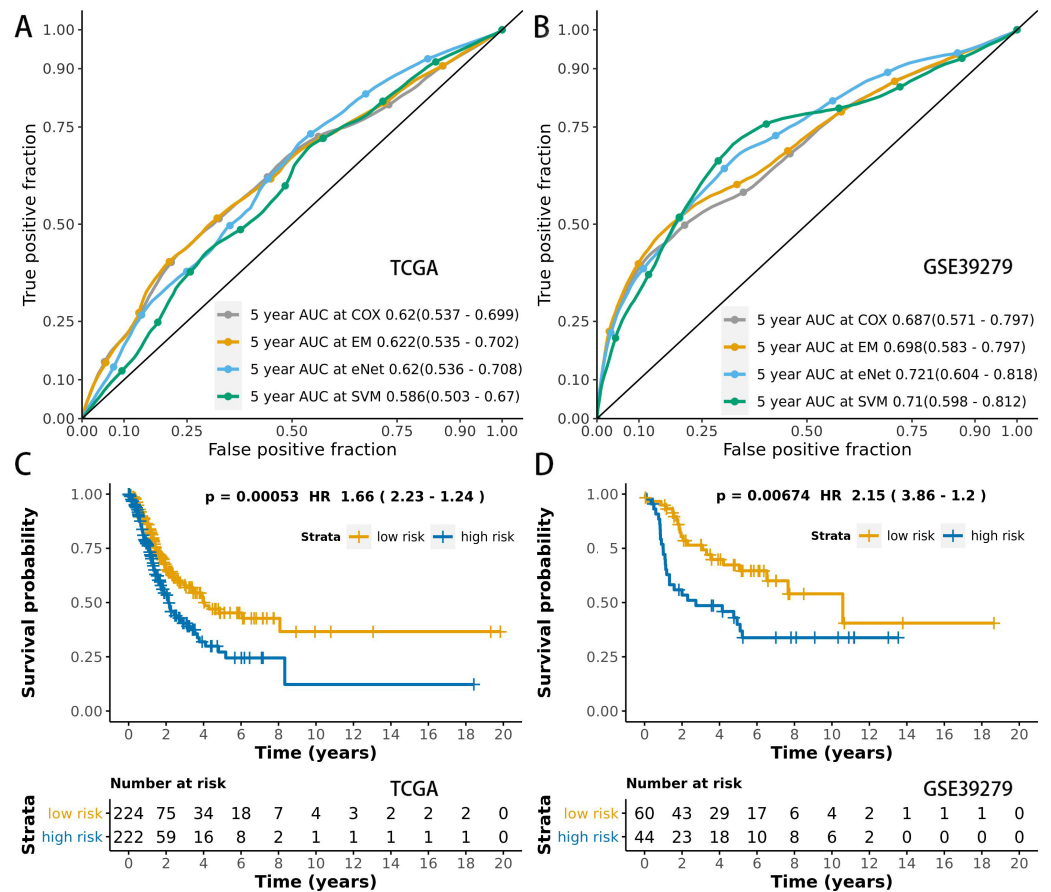 A
1.00
0.90
0.75
0.50
0.25
0.10
0.00
True positive fraction
TCGA
5 year AUC at COX 0.62(0.537 - 0.699)
5 year AUC at EM 0.622(0.535 - 0.702)
5 year AUC at eNet 0.62(0.536 - 0.708)
5 year AUC at SVM 0.586(0.503 - 0.67)
0.00 0.10 0.25 0.50 0.75 0.90 1.00
False positive fraction
B
1.00
0.90
0.75
0.50
0.25
0.10
0.00
True positive fraction
GSE39279
5 year AUC at COX 0.687(0.571 - 0.797)
5 year AUC at EM 0.698(0.583 - 0.797)
5 year AUC at eNet 0.721(0.604 - 0.818)
5 year AUC at SVM 0.71(0.598 - 0.812)
0.00 0.10 0.25 0.50 0.75 0.90 1.00
False positive fraction
C
p = 0.00053 HR 1.66 ( 2.23 - 1.24 )
Strata low risk high risk
1.00
0.75
0.50
0.25
0.00
Survival probability
0 2 4 6 8 10 12 14 16 18 20
Time (years)
Number at risk
TCGA
Strata
low risk 224 75 34 18 7 4 3 2 2 2 0
high risk 222 59 16 8 2 1 1 1 1 1 0
0 2 4 6 8 10 12 14 16 18 20
Time (years)
D
p = 0.00674 HR 2.15 ( 3.86 - 1.2 )
Strata low risk high risk
1.00
0. 5
0.50
0.25
0.00
Survival probability
0 2 4 6 8 10 12 14 16 18 20
Time (years)
Number at risk
GSE39279
Strata
low risk 60 43 29 17 6 4 2 1 1 1 0
high risk 44 23 18 10 8 6 2 0 0 0 0
0 2 4 6 8 10 12 14 16 18 20
Time (years)